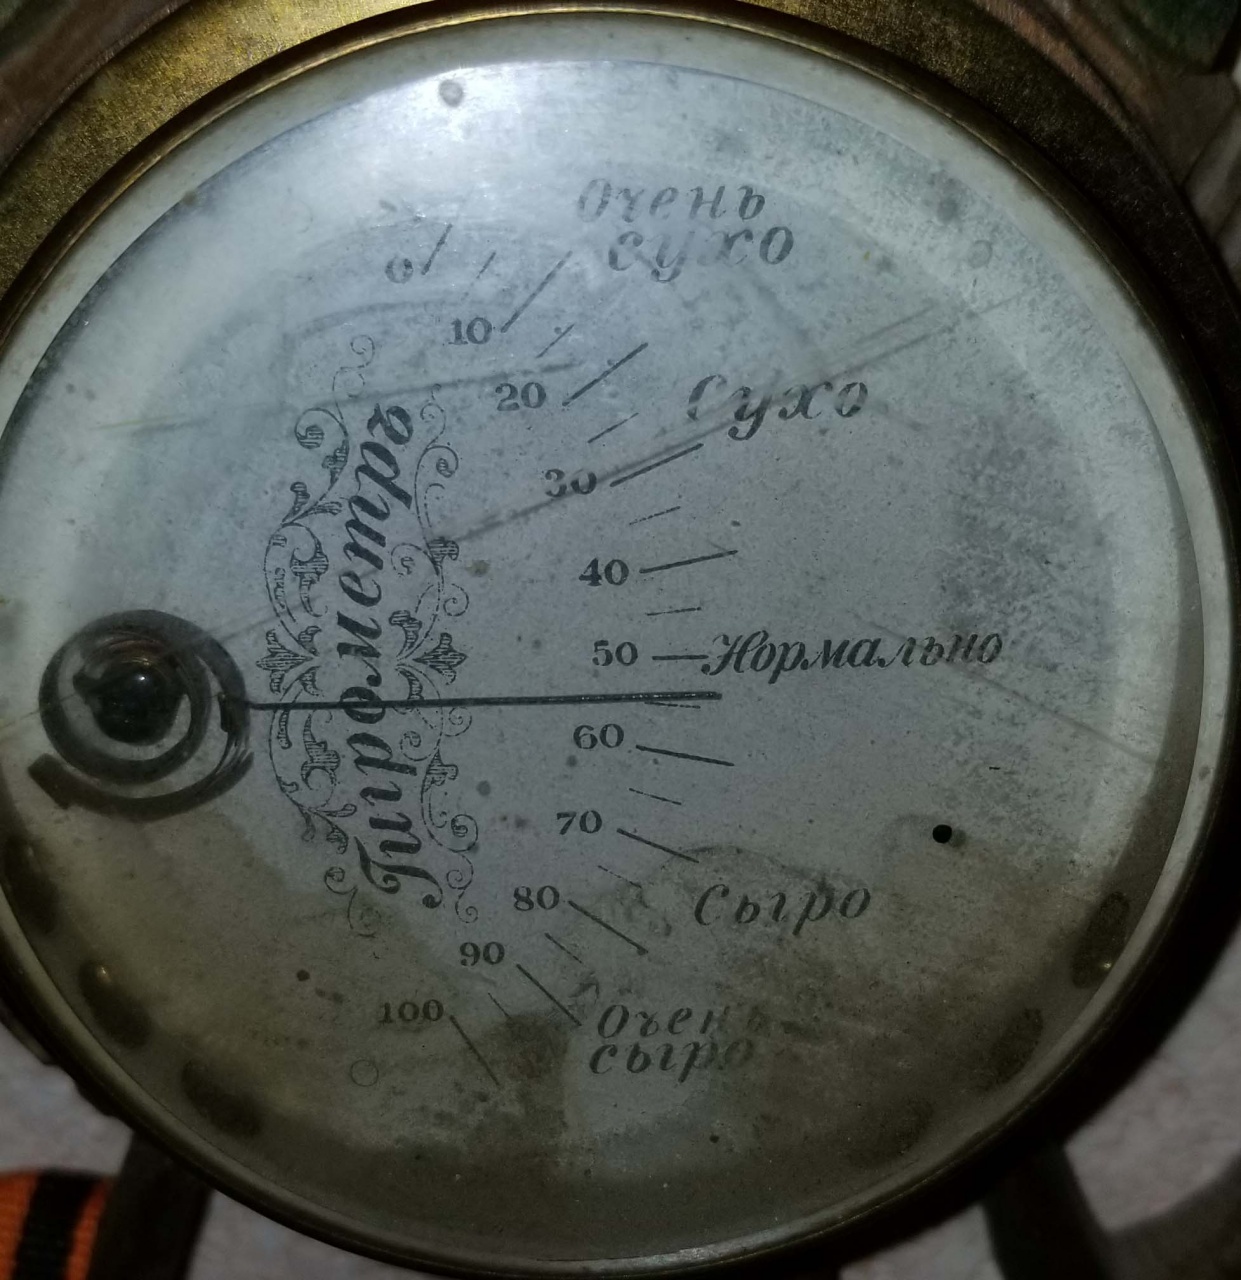 Очень
сухо
0
10
20
Сухо
30
40
50
Нормально
60
70
80
Сыро
90
100
Очень
сыро
Гигрометръ